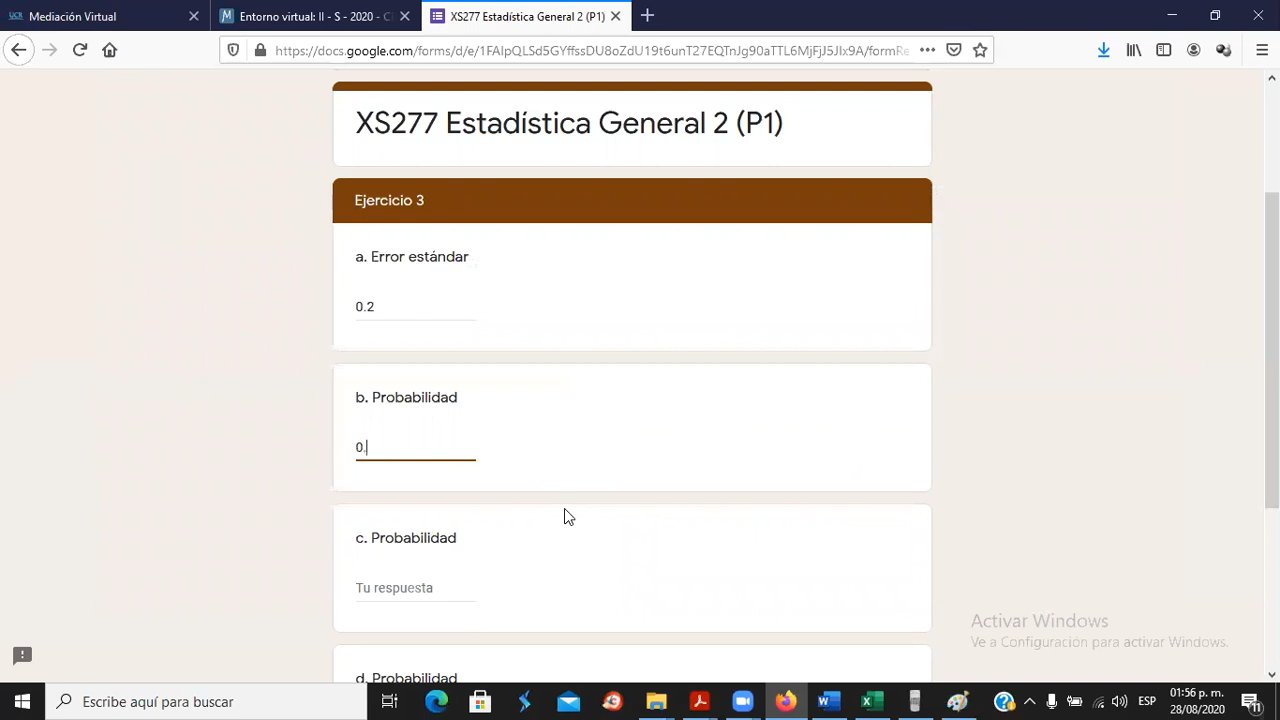 Mediación Virtual
Entorno virtual: II - S - 2020 - C
XS277 Estadística General 2 (P1)
https://docs.google.com/forms/d/e/1FAIpQLSd5GYffssDU8oZdU19t6unT27EQTnJg90aTTL6MjFjJ5JIx9A/formRe
XS277 Estadística General 2 (P1)
Ejercicio 3
a. Error estándar
0.2
b. Probabilidad
0.
c. Probabilidad
Tu respuesta
d. Probabilidad
Activar Windows
Ve a Configuración para activar Windows.
Escribe aquí para buscar
ESP
01:56 p. m.
28/08/2020
11